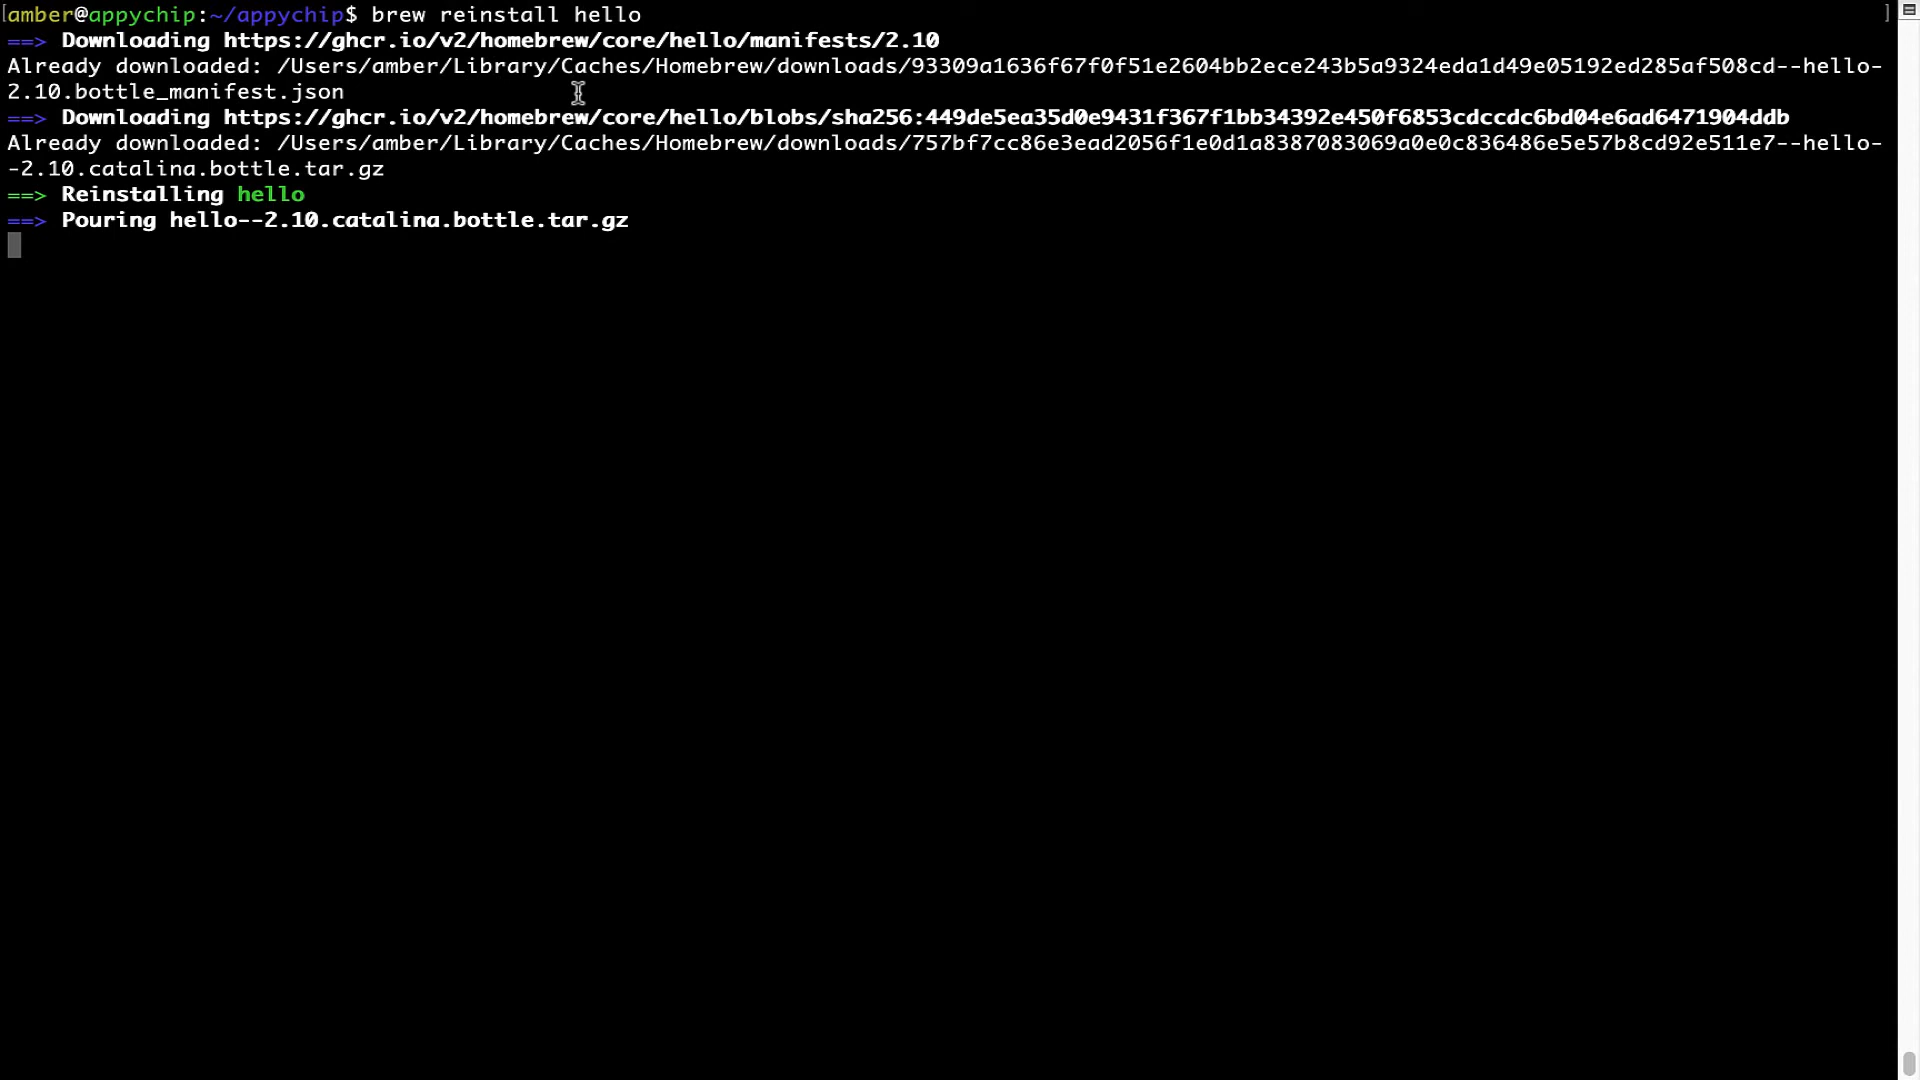 [amber@appychip:~/appychip$ brew reinstall hello ]
==> Downloading https://ghcr.io/v2/homebrew/core/hello/manifests/2.10
Already downloaded: /Users/amber/Library/Caches/Homebrew/downloads/93309a1636f67f0f51e2604bb2ece243b5a9324eda1d49e05192ed285af508cd--hello-
2.10.bottle_manifest.json
==> Downloading https://ghcr.io/v2/homebrew/core/hello/blobs/sha256:449de5ea35d0e9431f367f1bb34392e450f6853cdccdc6bd04e6ad6471904ddb
Already downloaded: /Users/amber/Library/Caches/Homebrew/downloads/757bf7cc86e3ead2056f1e0d1a8387083069a0e0c836486e5e57b8cd92e511e7--hello-
-2.10.catalina.bottle.tar.gz
==> Reinstalling hello
==> Pouring hello--2.10.catalina.bottle.tar.gz